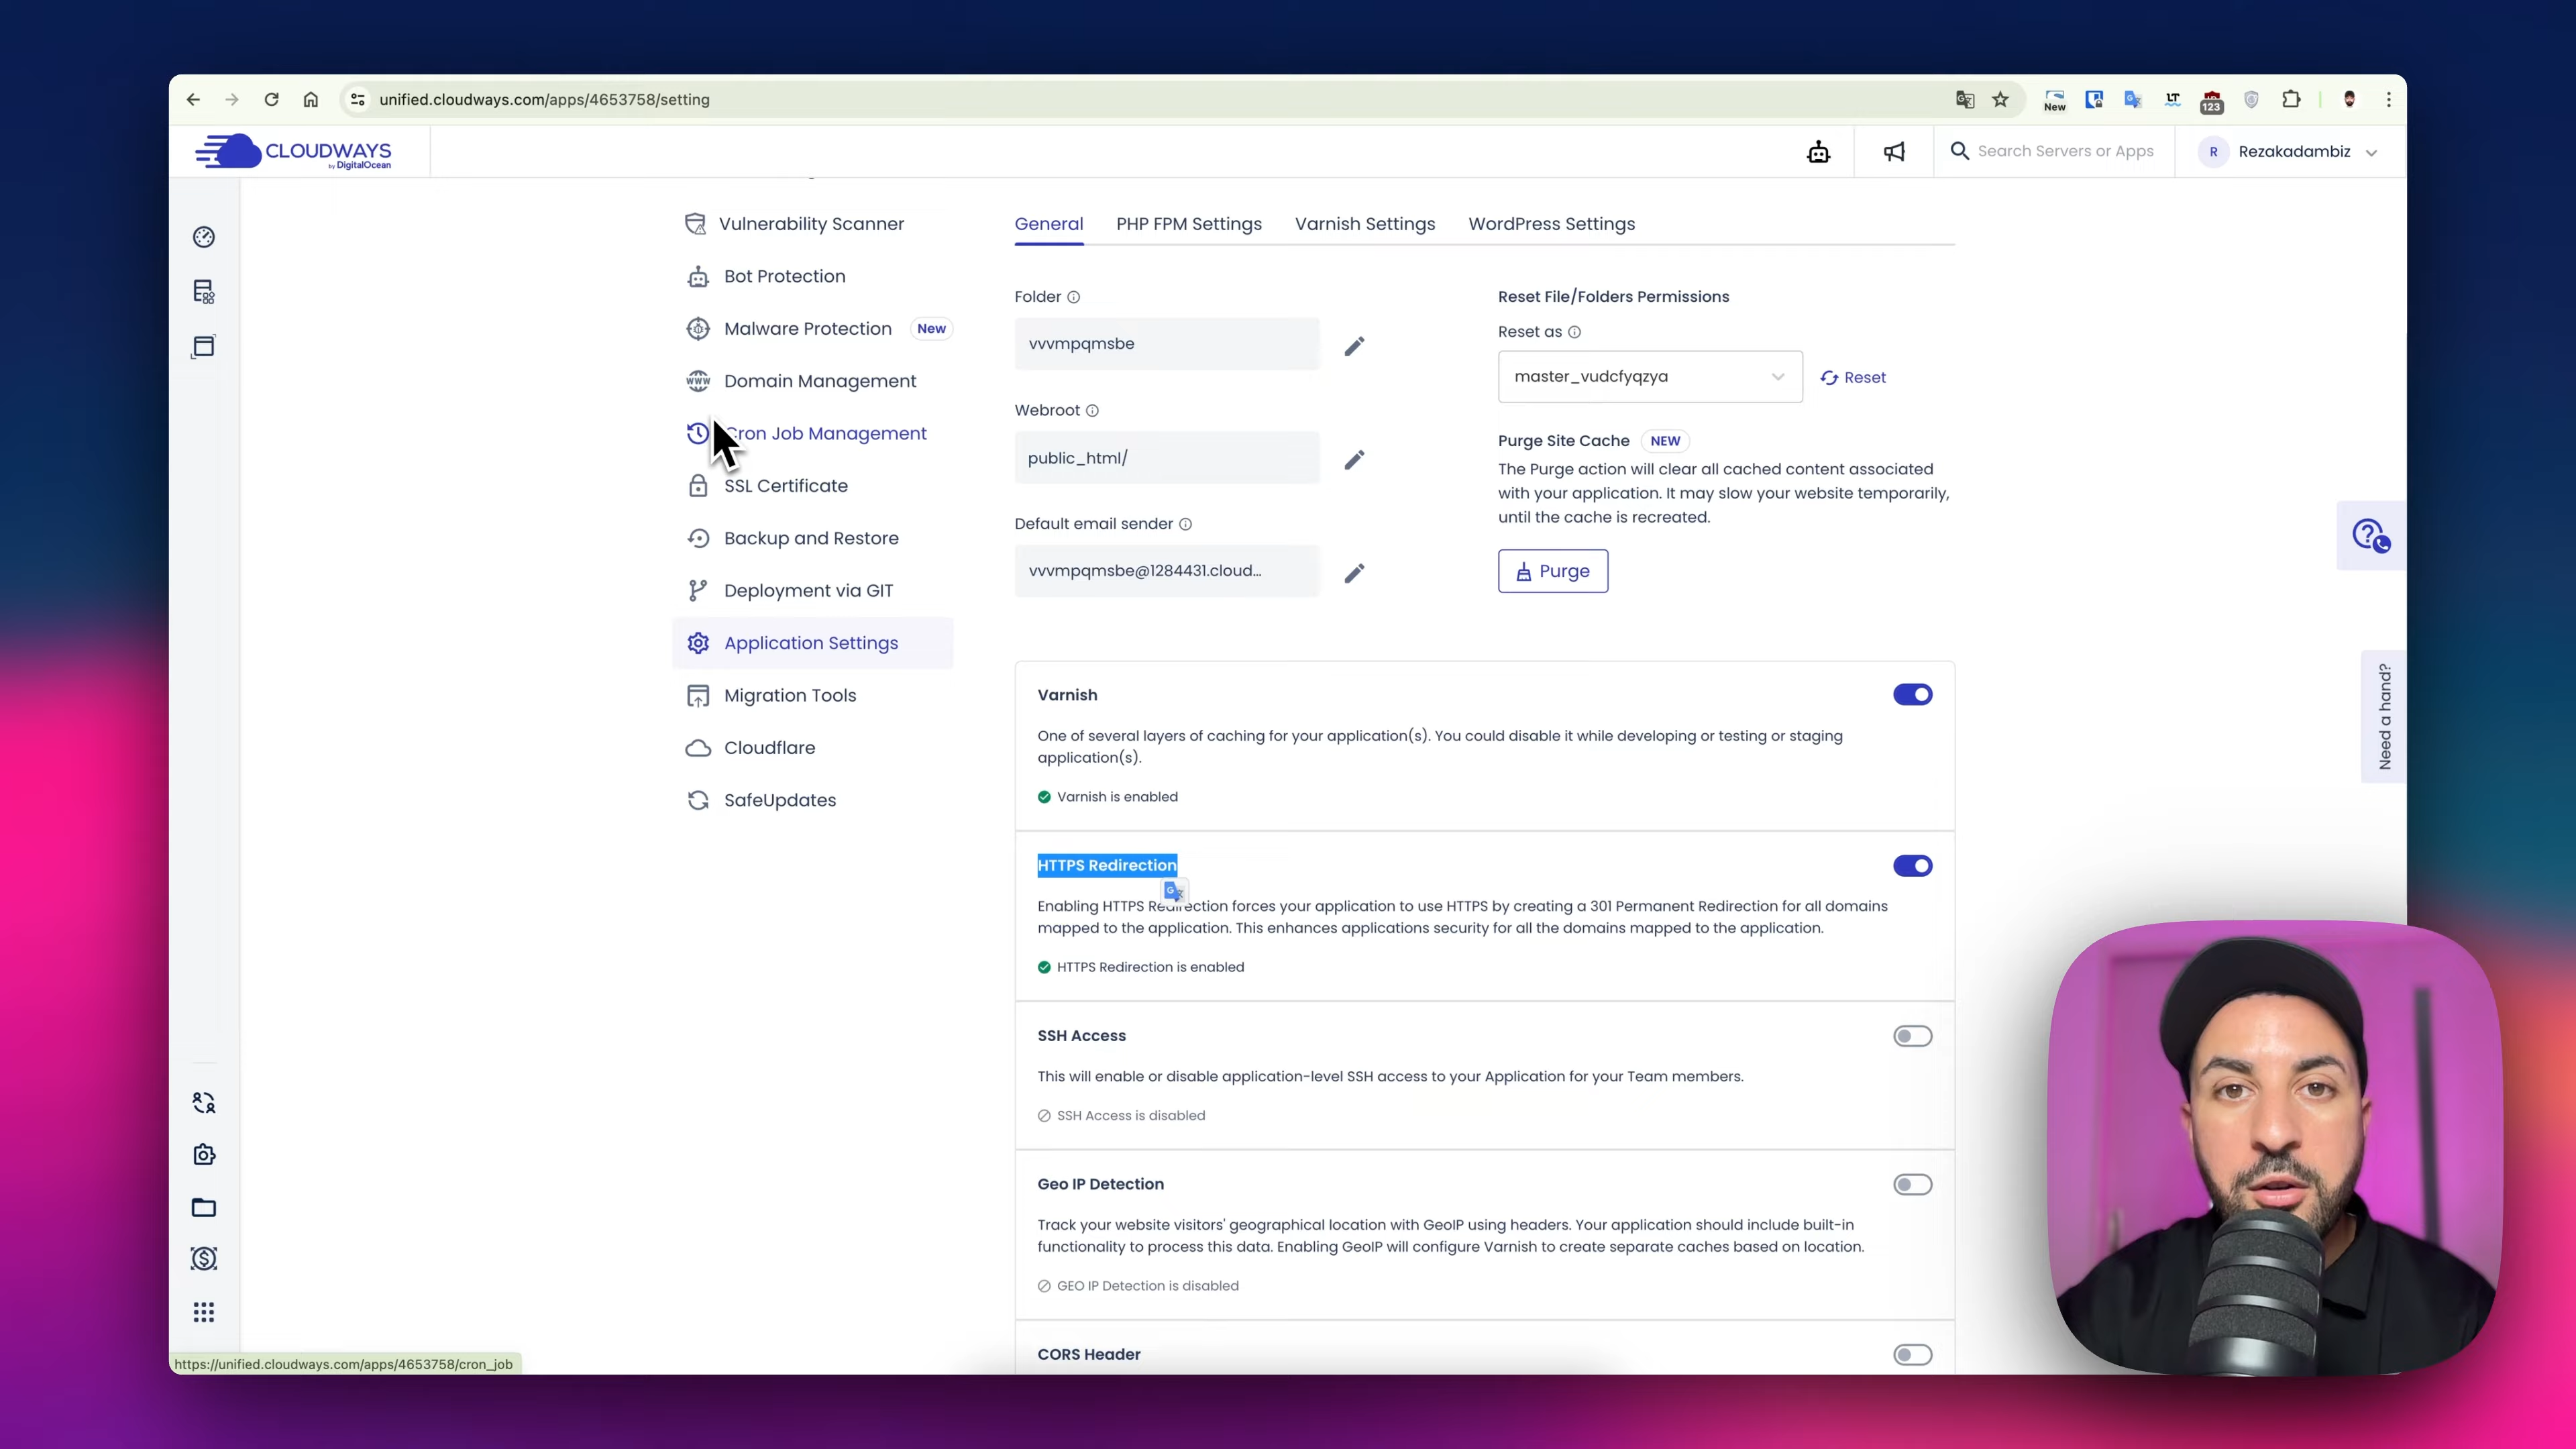 unified.cloudways.com/apps/4653758/setting
New
LT
123
CLOUDWAYS
by DigitalOcean
Search Servers or Apps
R
Rezakadambiz
Vulnerability Scanner
Bot Protection
Malware Protection New
Domain Management
Cron Job Management
SSL Certificate
Backup and Restore
Deployment via GIT
Application Settings
Migration Tools
Cloudflare
SafeUpdates
General PHP FPM Settings Varnish Settings WordPress Settings
Folder
vvvmpqmsbe
Webroot
public_html/
Default email sender
vvvmpqmsbe@1284431.cloud...
Reset File/Folders Permissions
Reset as
master_vudcfyqzya
Reset
Purge Site Cache NEW
The Purge action will clear all cached content associated
with your application. It may slow your website temporarily,
until the cache is recreated.
Purge
Varnish
One of several layers of caching for your application(s). You could disable it while developing or testing or staging
application(s).
Varnish is enabled
HTTPS Redirection
Enabling HTTPS Redirection forces your application to use HTTPS by creating a 301 Permanent Redirection for all domains
mapped to the application. This enhances applications security for all the domains mapped to the application.
HTTPS Redirection is enabled
SSH Access
This will enable or disable application-level SSH access to your Application for your Team members.
SSH Access is disabled
Geo IP Detection
Track your website visitors' geographical location with GeoIP using headers. Your application should include built-in
functionality to process this data. Enabling GeoIP will configure Varnish to create separate caches based on location.
GEO IP Detection is disabled
CORS Header
Need a hand?
https://unified.cloudways.com/apps/4653758/cron_job